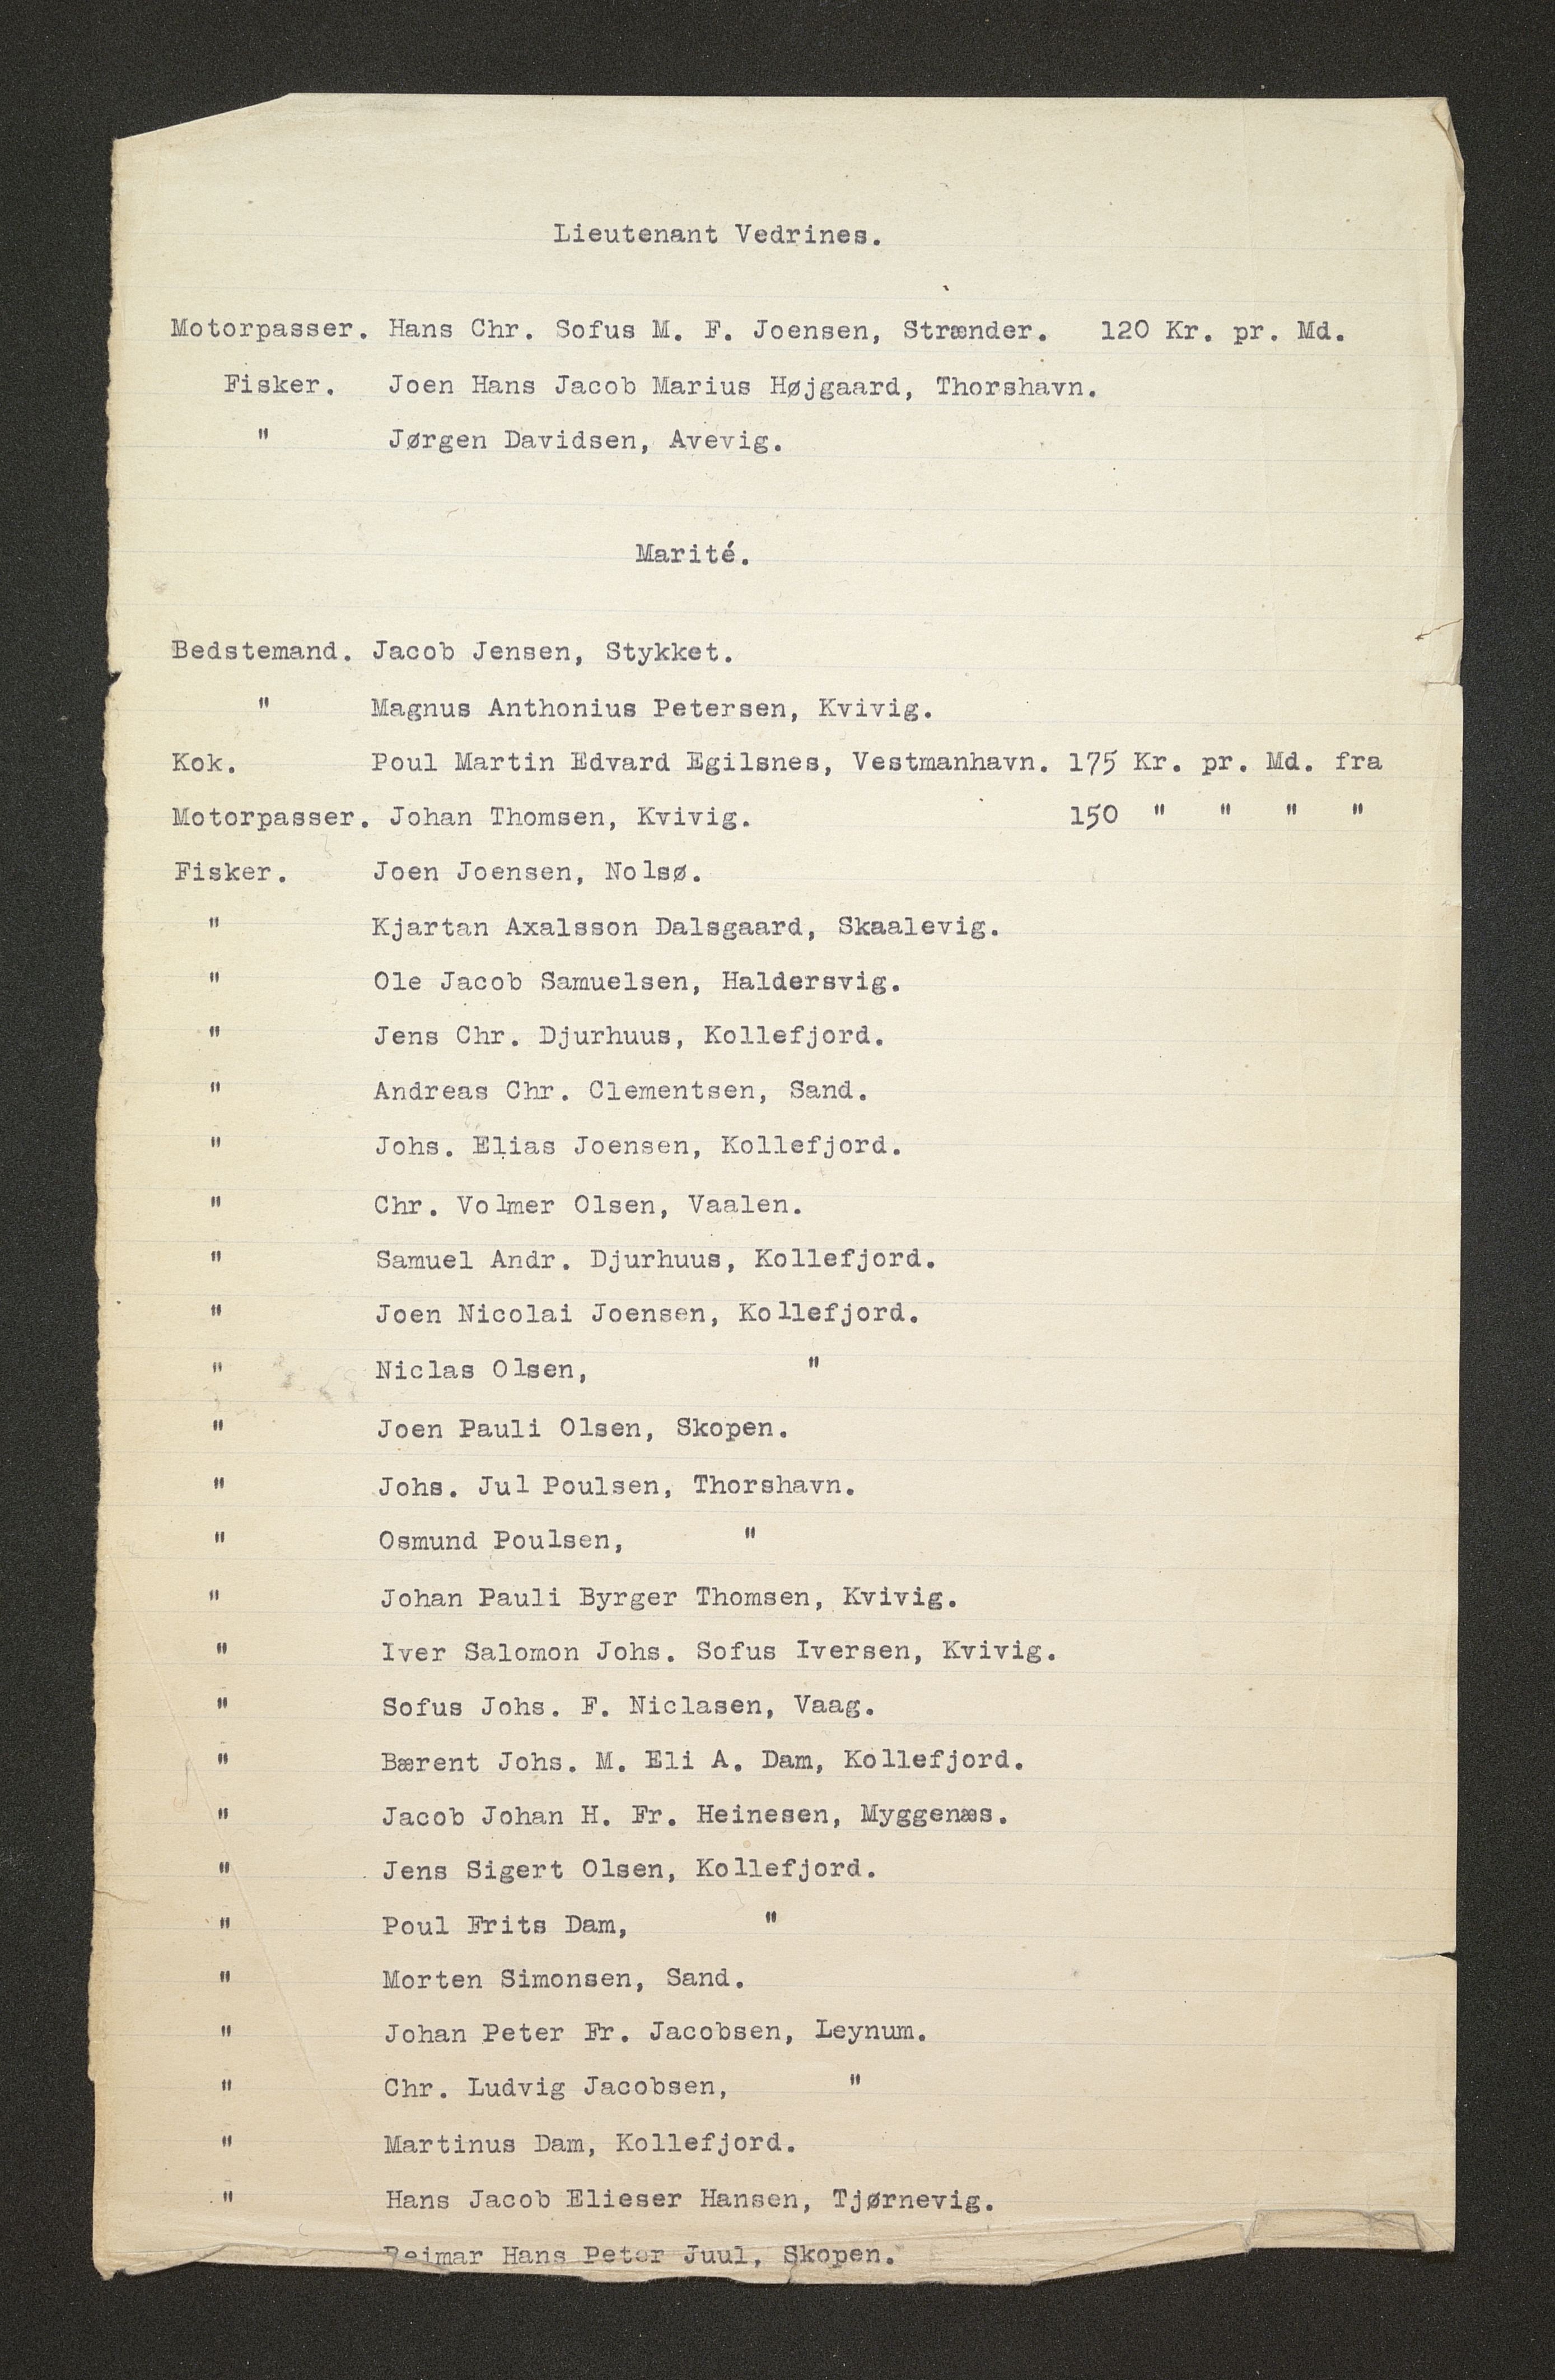 Lieutenant Vedrines.
Motorpasser. Hans Chr. Sofus M. F. Joensen, Strænder. 120 Kr. pr. Md.
Fisker. Joen Hans Jacob Marius Højgaard, Thorshavn.
" Jørgen Davidsen, Avevig.
Marité.
Bedstemand. Jacob Jensen, Stykket.
" Magnus Anthonius Petersen, Kvivig.
Kok. Poul Martin Edvard Egilsnes, Vestmanhavn. 175 Kr. pr. Md. fra
Motorpasser. Johan Thomsen, Kvivig. 150 " " " "
Fisker. Joen Joensen, Nolsø.
" Kjartan Axalsson Dalsgaard, Skaalevig.
" Ole Jacob Samuelsen, Haldersvig.
" Jens Chr. Djurhuus, Kollefjord.
" Andreas Chr. Clementsen, Sand.
" Johs. Elias Joensen, Kollefjord.
" Chr. Volmer Olsen, Vaalen.
" Samuel Andr. Djurhuus, Kollefjord.
" Joen Nicolai Joensen, Kollefjord.
" Niclas Olsen, "
" Joen Pauli Olsen, Skopen.
" Johs. Jul Poulsen, Thorshavn.
" Osmund Poulsen, "
" Johan Pauli Byrger Thomsen, Kvivig.
" Iver Salomon Johs. Sofus Iversen, Kvivig.
" Sofus Johs. F. Niclasen, Vaag.
" Bærent Johs. M. Eli A. Dam, Kollefjord.
" Jacob Johan H. Fr. Heinesen, Myggenæs.
" Jens Sigert Olsen, Kollefjord.
" Poul Frits Dam, "
" Morten Simonsen, Sand.
" Johan Peter Fr. Jacobsen, Leynum.
" Chr. Ludvig Jacobsen, "
" Martinus Dam, Kollefjord.
" Hans Jacob Elieser Hansen, Tjørnevig.
Hans Peter Juul, Skopen.